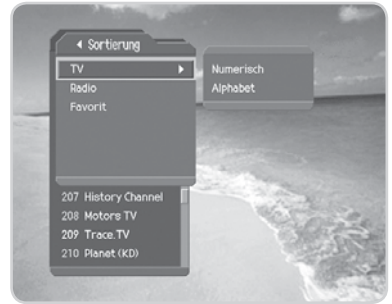 Sortierung
TV
Radio
Favorit
Numerisch
Alphabet
207 History Channel
208 Motors TV
209 Trace.TV
210 Planet (KD)